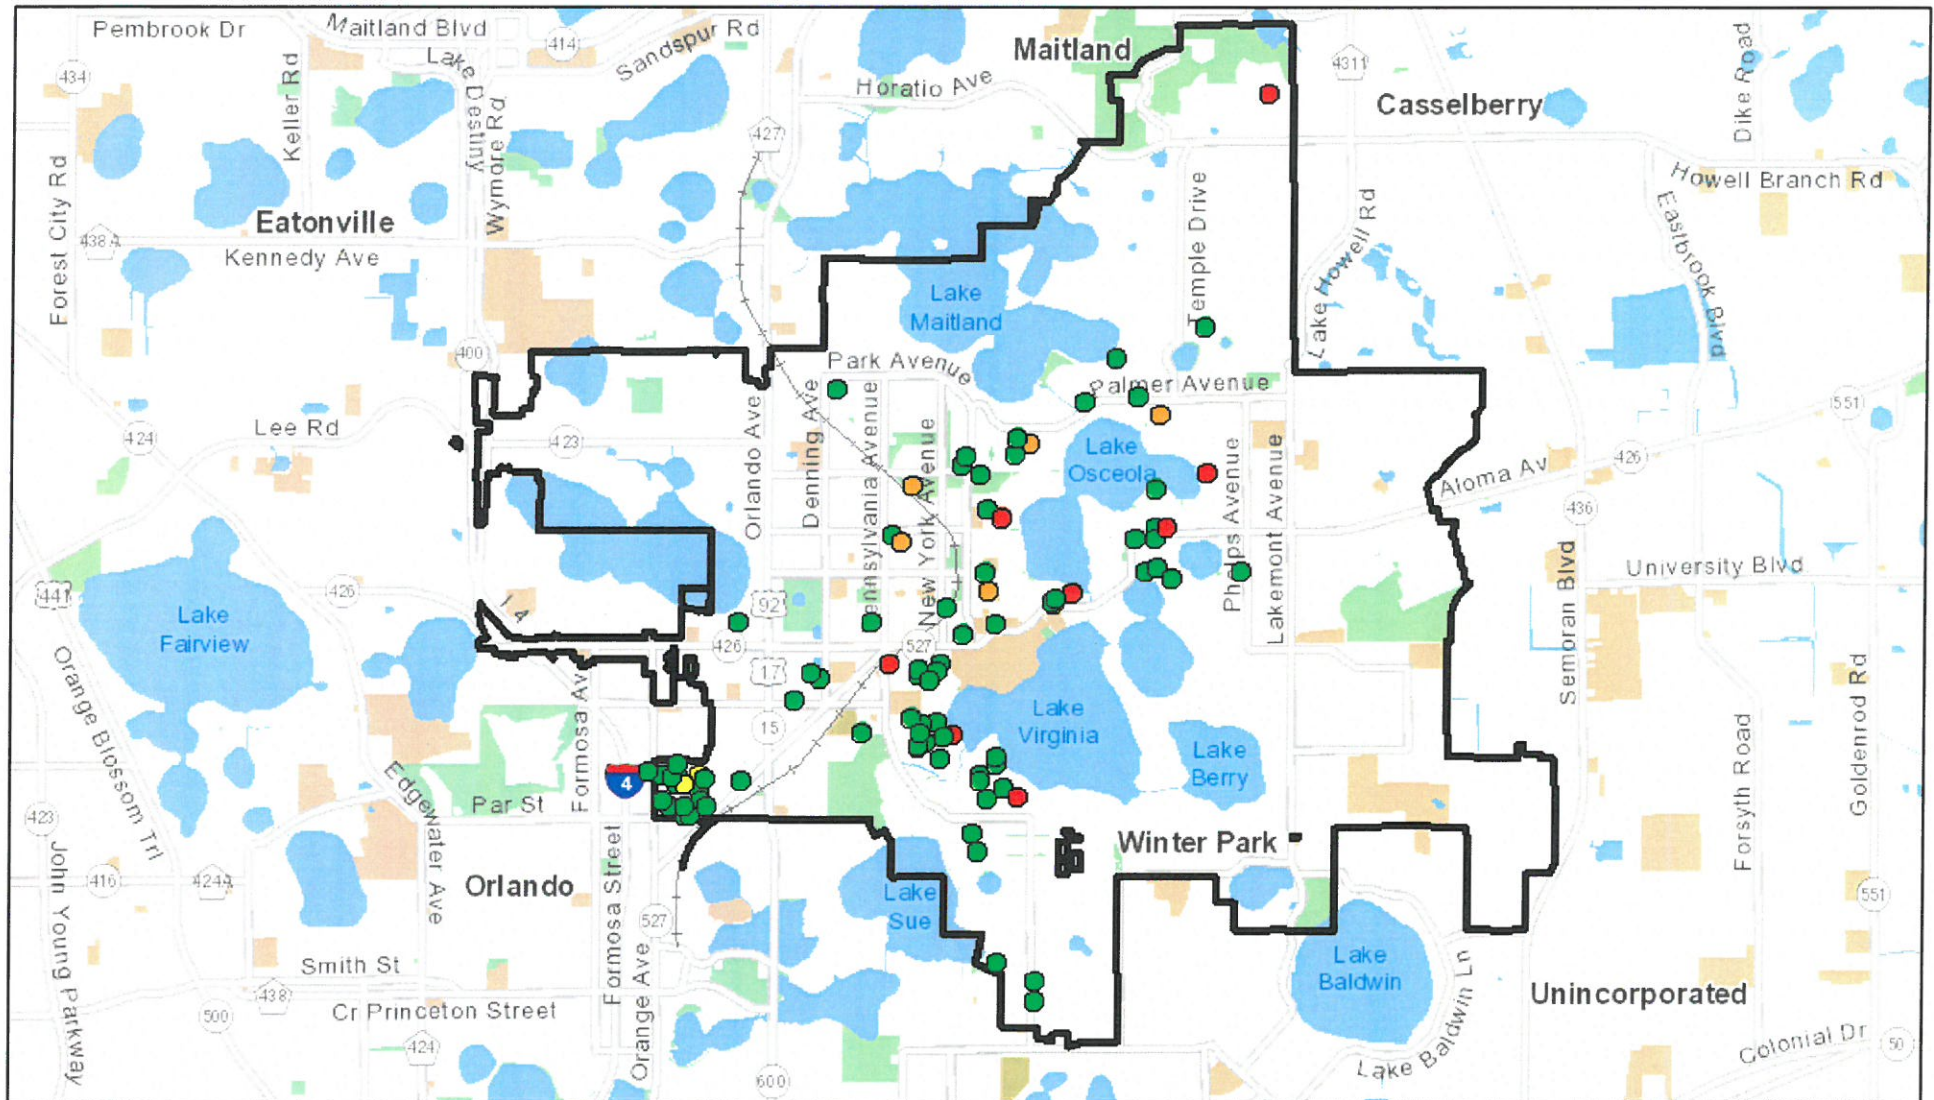 Pembrook Dr
Maitland Blvd
414
Sandspur Rd
Maitland
4311
Dike Road
434
Keller Rd
Lake Destiny
Wymore Rd
Horatio Ave
Casselberry
427
Forest City Rd
Howell Branch Rd
Eatonville
438A
Kennedy Ave
Temple Drive
Lake Howell Rd
Eastbrook Blvd
Lake
Maitland
400
Park Avenue
Palmer Avenue
551
424
Lee Rd
423
Orlando Ave
Denning Ave
Pennsylvania Avenue
New York Avenue
Lake
Osceola
Phelps Avenue
Lakemont Avenue
Aloma Av
426
436
University Blvd
441
426
I 4
92
Lake
Fairview
426
527
17
Semoran Blvd
Orange Blossom Trl
Formosa Av
15
Lake
Virginia
Lake
Berry
Forsyth Road
Goldenrod Rd
4
Edgewater Ave
Par St
423
John Young Parkway
416
424A
Orlando
Formosa Street
Winter Park
Lake
Sue
551
527
Orange Ave
Smith St
438
Cr Princeton Street
500
424
600
Lake
Baldwin
Lake Baldwin Ln
Unincorporated
Colonial Dr
50